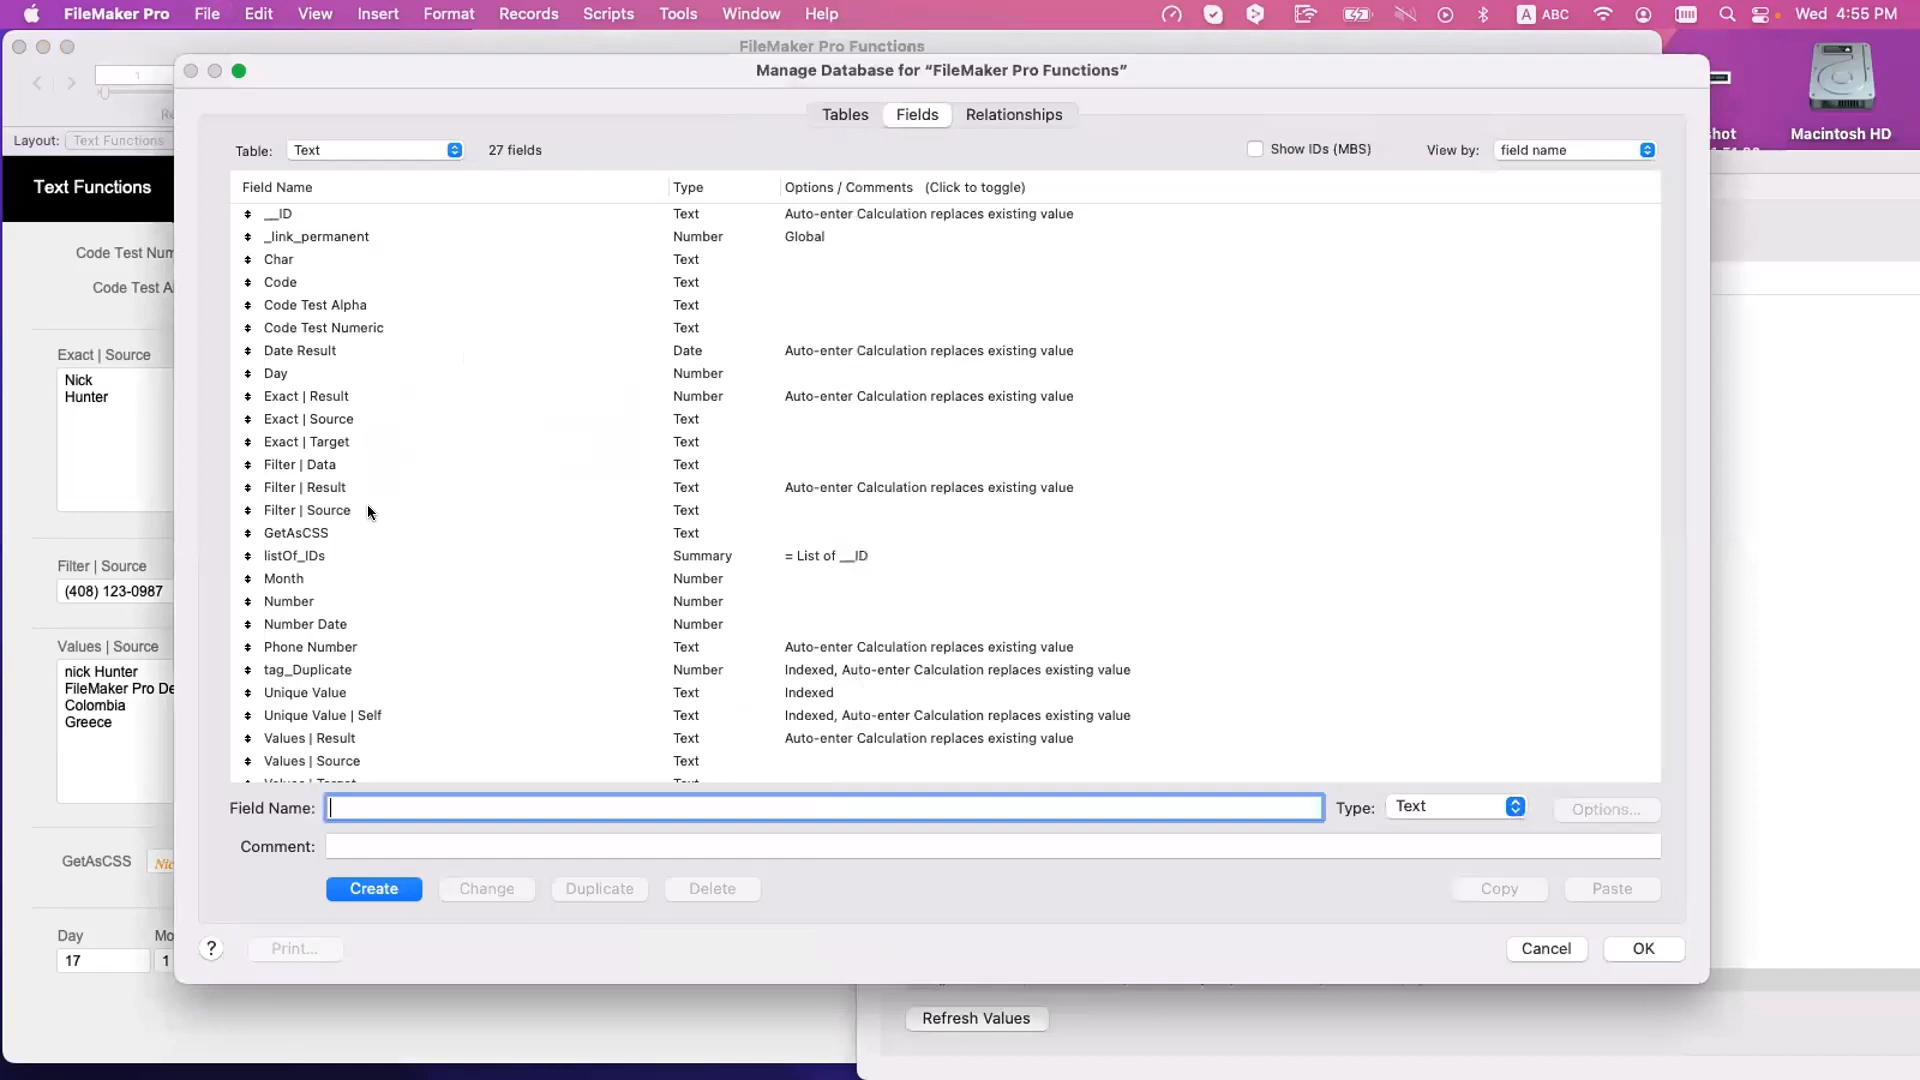 FileMaker Pro File Edit View Insert Format Records Scripts Tools Window Help A ABC Wed 4:55 PM
FileMaker Pro Functions
Manage Database for “FileMaker Pro Functions”
1
Macintosh HD
Layout: Text Functions
Text Functions
Code Test Num
Code Test A
Exact | Source
Nick
Hunter
Filter | Source
(408) 123-0987
Values | Source
nick Hunter
FileMaker Pro De
Colombia
Greece
GetAsCSS Nic
Day Mo
17 1
Tables Fields Relationships
Table: Text 27 fields Show IDs (MBS) View by: field name
Field Name Type Options / Comments (Click to toggle)
__ID Text Auto-enter Calculation replaces existing value
_link_permanent Number Global
Char Text
Code Text
Code Test Alpha Text
Code Test Numeric Text
Date Result Date Auto-enter Calculation replaces existing value
Day Number
Exact | Result Number Auto-enter Calculation replaces existing value
Exact | Source Text
Exact | Target Text
Filter | Data Text
Filter | Result Text Auto-enter Calculation replaces existing value
Filter | Source Text
GetAsCSS Text
listOf_IDs Summary = List of __ID
Month Number
Number Number
Number Date Number
Phone Number Text Auto-enter Calculation replaces existing value
tag_Duplicate Number Indexed, Auto-enter Calculation replaces existing value
Unique Value Text Indexed
Unique Value | Self Text Indexed, Auto-enter Calculation replaces existing value
Values | Result Text Auto-enter Calculation replaces existing value
Values | Source Text
Values | Target Text
Field Name: Type: Text Options...
Comment:
Create Change Duplicate Delete Copy Paste
? Print... Cancel OK
Refresh Values